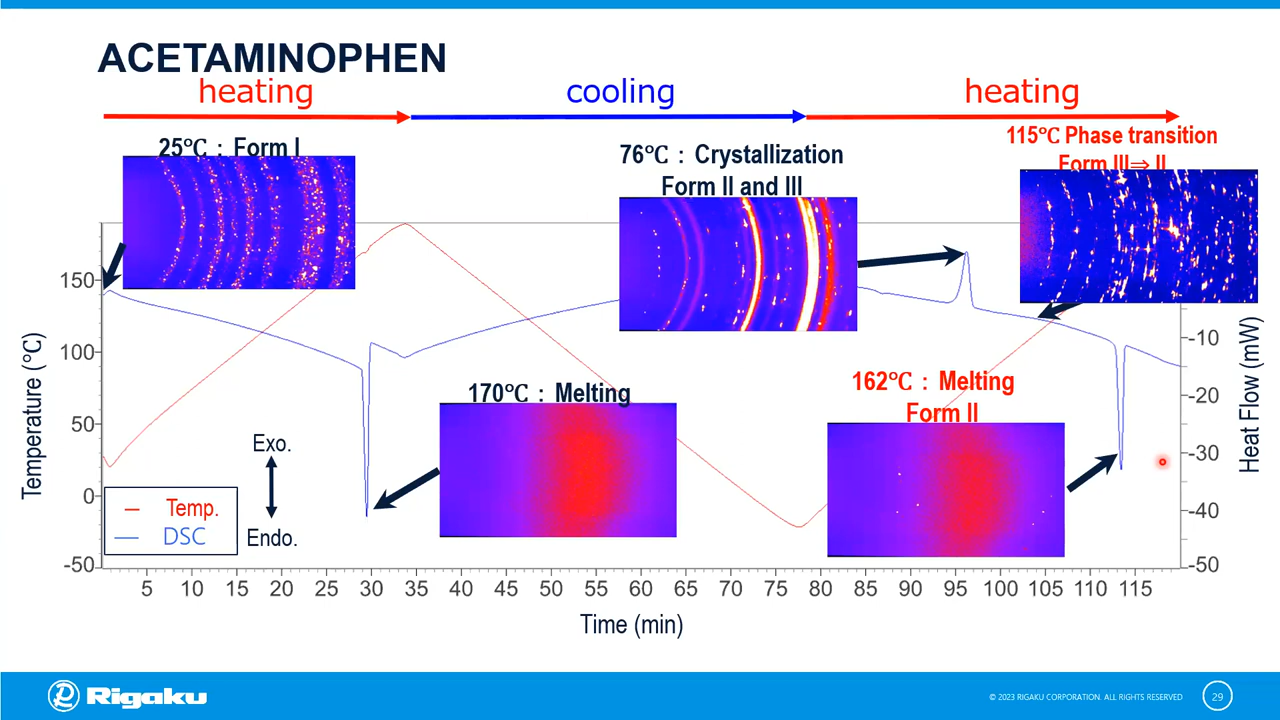 ACETAMINOPHEN
heating
cooling
heating
25℃ : Form I
76℃ : Crystallization
Form II and III
115℃ Phase transition
Form III⇒ II
170℃ : Melting
162℃ : Melting
Form II
Temperature (℃)
150
100
50
0
-50
Exo.
Endo.
Temp.
DSC
-10
-20
-30
-40
-50
Heat Flow (mW)
5 10 15 20 25 30 35 40 45 50 55 60 65 70 75 80 85 90 95 100 105 110 115
Time (min)
Rigaku
© 2023 RIGAKU CORPORATION. ALL RIGHTS RESERVED
29